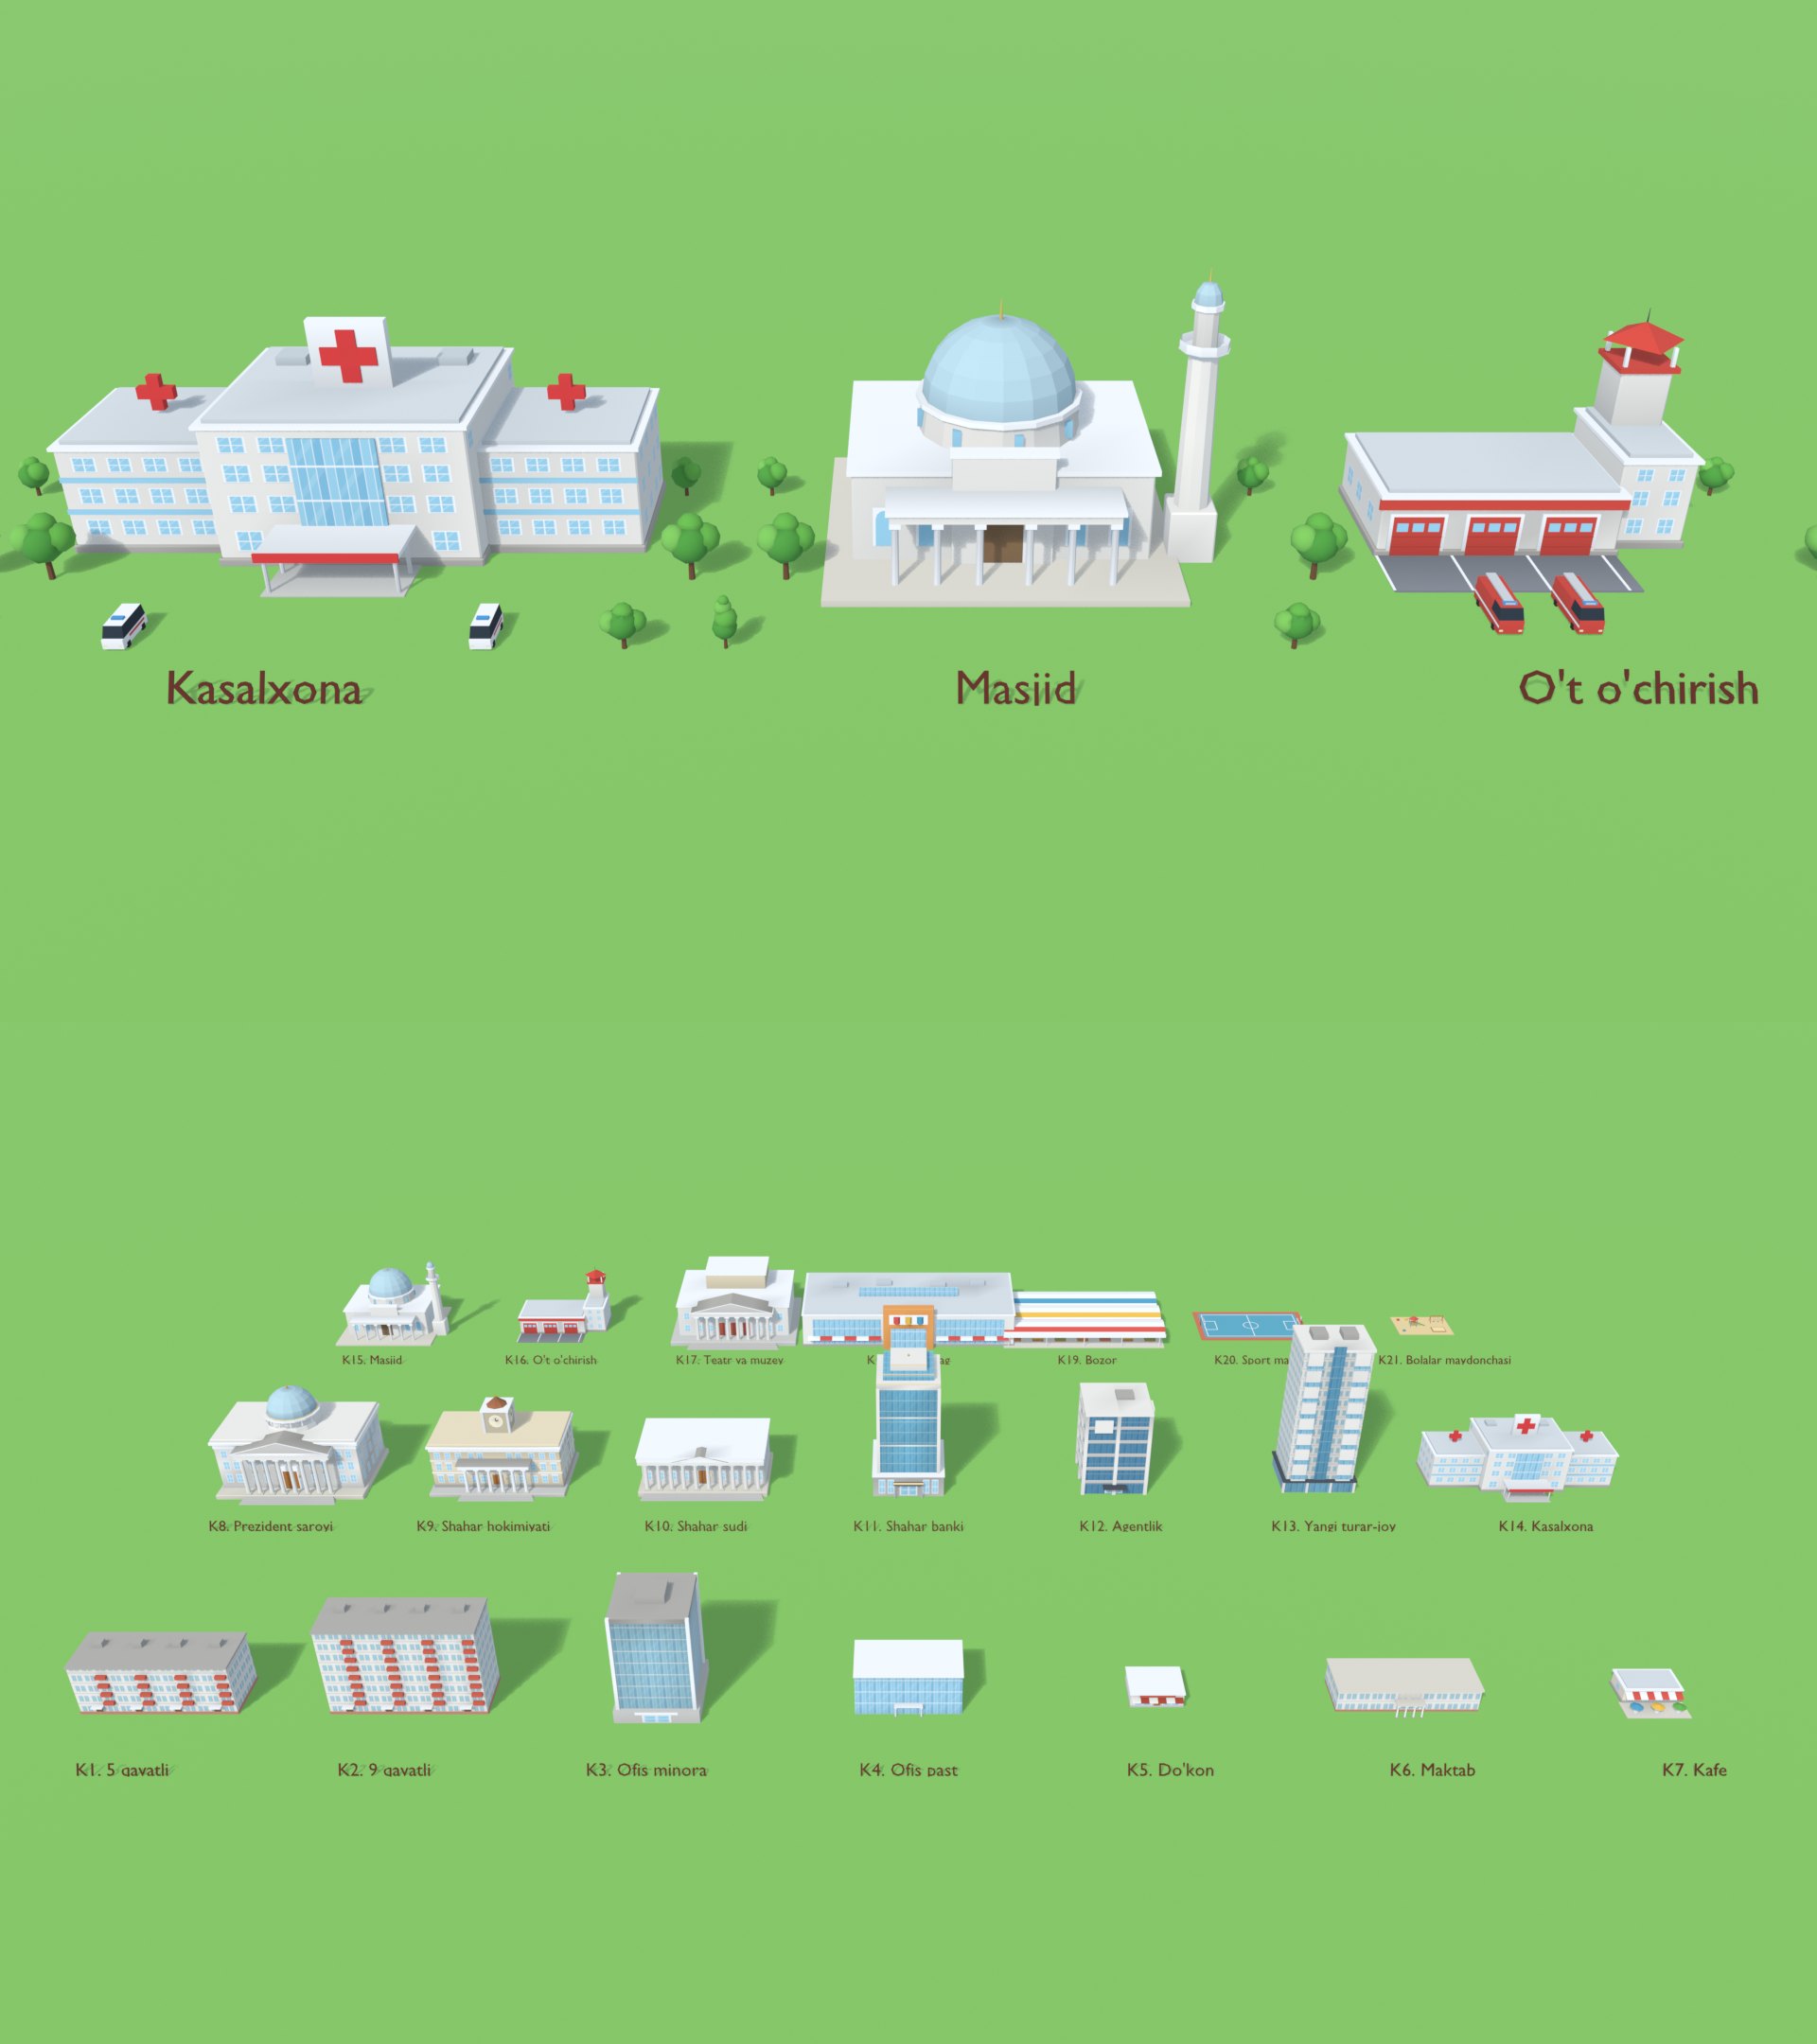 Kasalxona
Masjid
O't o'chirish
K15. Masjid
K16. O't o'chirish
K17. Teatr va muzey
K19. Bozor
K20. Sport
K21. Bolalar maydonchasi
K8. Prezident saroyi
K9. Shahar hokimiyati
K10. Shahar sudi
K11. Shahar banki
K12. Agentlik
K13. Yangi turar-joy
K14. Kasalxona
K1. 5 qavatli
K2. 9 qavatli
K3. Ofis minora
K4. Ofis past
K5. Do'kon
K6. Maktab
K7. Kafe